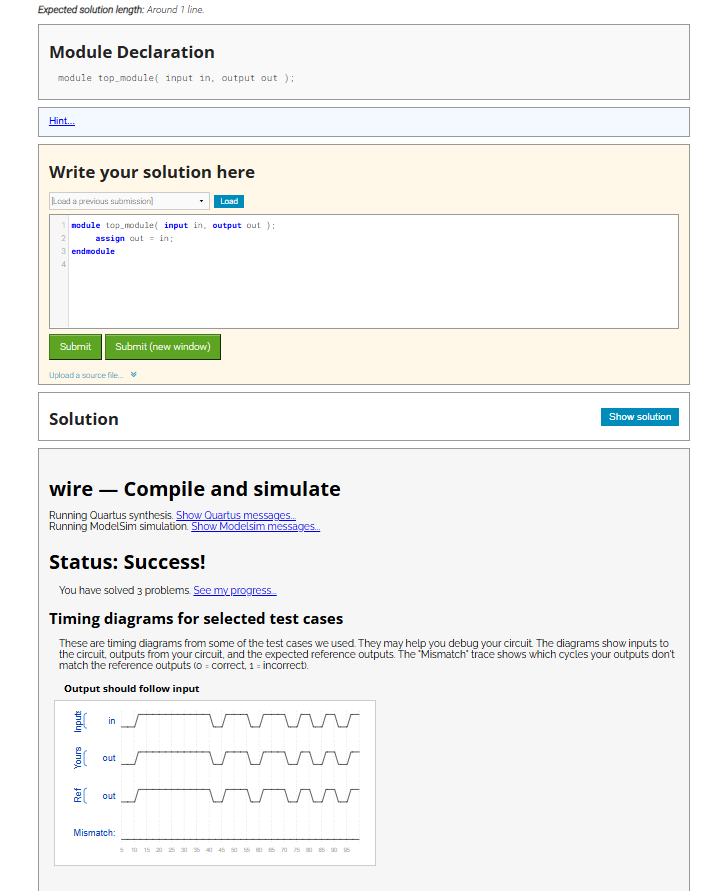 Expected solution length: Around 1 line.
Module Declaration
module top_module( input in, output out );
Hint...
Write your solution here
[Load a previous submission]
Load
1 module top_module( input in, output out );
2 assign out = in;
3 endmodule
4
Submit Submit (new window)
Upload a source file...
Solution
Show solution
wire — Compile and simulate
Running Quartus synthesis. Show Quartus messages...
Running ModelSim simulation. Show Modelsim messages...
Status: Success!
You have solved 3 problems. See my progress...
Timing diagrams for selected test cases
These are timing diagrams from some of the test cases we used. They may help you debug your circuit. The diagrams show inputs to
the circuit, outputs from your circuit, and the expected reference outputs. The "Mismatch" trace shows which cycles your outputs don't
match the reference outputs (0 = correct, 1 = incorrect).
Output should follow input
Inputs in
Yours out
Ref out
Mismatch:
5 10 15 20 25 30 35 40 45 50 55 60 65 70 75 80 85 90 95